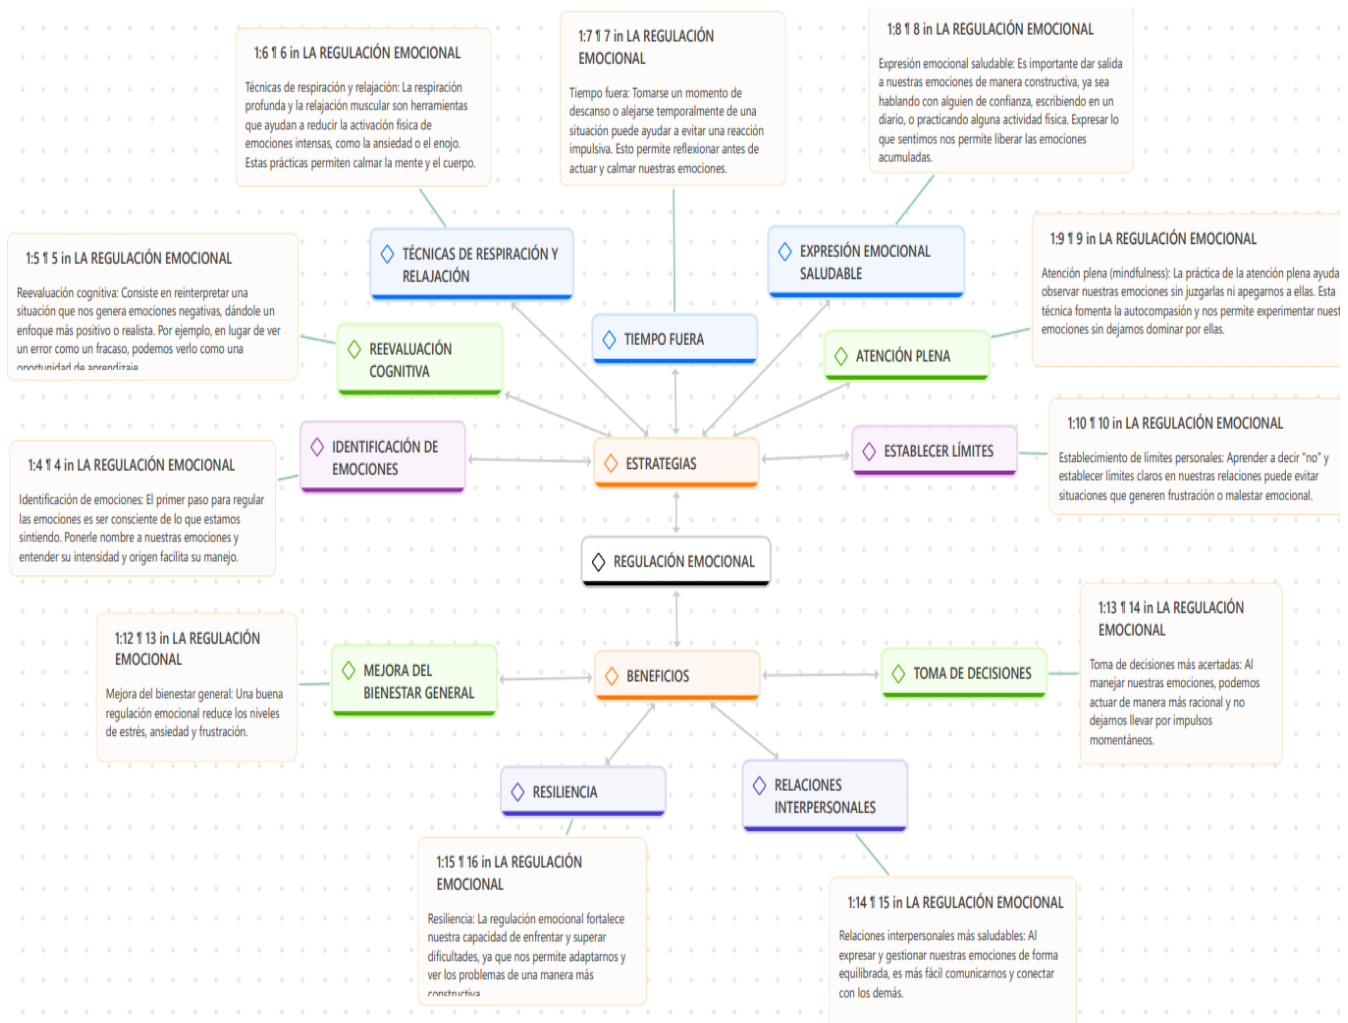 1:6 ¶ 6 in LA REGULACIÓN EMOCIONAL
Técnicas de respiración y relajación: La respiración
profunda y la relajación muscular son herramientas
que ayudan a reducir la activación física de
emociones intensas, como la ansiedad o el enojo.
Estas prácticas permiten calmar la mente y el cuerpo.
1:7 ¶ 7 in LA REGULACIÓN
EMOCIONAL
Tiempo fuera: Tomarse un momento de
descanso o alejarse temporalmente de una
situación puede ayudar a evitar una reacción
impulsiva. Esto permite reflexionar antes de
actuar y calmar nuestras emociones.
1:8 ¶ 8 in LA REGULACIÓN EMOCIONAL
Expresión emocional saludable: Es importante dar salida
a nuestras emociones de manera constructiva, ya sea
hablando con alguien de confianza, escribiendo en un
diario, o practicando alguna actividad física. Expresar lo
que sentimos nos permite liberar las emociones
acumuladas.
1:5 ¶ 5 in LA REGULACIÓN EMOCIONAL
Reevaluación cognitiva: Consiste en reinterpretar una
situación que nos genera emociones negativas, dándole un
enfoque más positivo o realista. Por ejemplo, en lugar de ver
un error como un fracaso, podemos verlo como una
oportunidad de aprendizaje
TÉCNICAS DE RESPIRACIÓN Y
RELAJACIÓN
EXPRESIÓN EMOCIONAL
SALUDABLE
1:9 ¶ 9 in LA REGULACIÓN EMOCIONAL
Atención plena (mindfulness): La práctica de la atención plena ayuda
observar nuestras emociones sin juzgarlas ni apegarnos a ellas. Esta
técnica fomenta la autocompasión y nos permite experimentar nuest
emociones sin dejarnos dominar por ellas.
REEVALUACIÓN
COGNITIVA
TIEMPO FUERA
ATENCIÓN PLENA
1:4 ¶ 4 in LA REGULACIÓN EMOCIONAL
Identificación de emociones: El primer paso para regular
las emociones es ser consciente de lo que estamos
sintiendo. Ponerle nombre a nuestras emociones y
entender su intensidad y origen facilita su manejo.
IDENTIFICACIÓN DE
EMOCIONES
ESTRATEGIAS
ESTABLECER LÍMITES
1:10 ¶ 10 in LA REGULACIÓN EMOCIONAL
Establecimiento de límites personales: Aprender a decir "no" y
establecer límites claros en nuestras relaciones puede evitar
situaciones que generen frustración o malestar emocional.
REGULACIÓN EMOCIONAL
1:12 ¶ 13 in LA REGULACIÓN
EMOCIONAL
Mejora del bienestar general: Una buena
regulación emocional reduce los niveles
de estrés, ansiedad y frustración.
MEJORA DEL
BIENESTAR GENERAL
BENEFICIOS
TOMA DE DECISIONES
1:13 ¶ 14 in LA REGULACIÓN
EMOCIONAL
Toma de decisiones más acertadas: Al
manejar nuestras emociones, podemos
actuar de manera más racional y no
dejarnos llevar por impulsos
momentáneos.
RESILIENCIA
RELACIONES
INTERPERSONALES
1:15 ¶ 16 in LA REGULACIÓN
EMOCIONAL
Resiliencia: La regulación emocional fortalece
nuestra capacidad de enfrentar y superar
dificultades, ya que nos permite adaptarnos y
ver los problemas de una manera más
constructiva
1:14 ¶ 15 in LA REGULACIÓN EMOCIONAL
Relaciones interpersonales más saludables: Al
expresar y gestionar nuestras emociones de forma
equilibrada, es más fácil comunicarnos y conectar
con los demás.